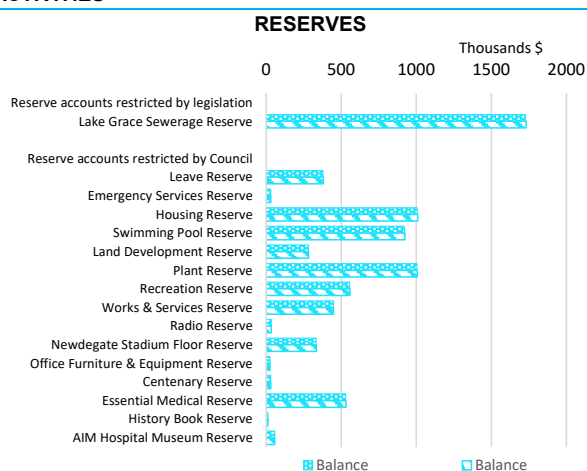 RESERVES
Thousands $
0 500 1000 1500 2000
Reserve accounts restricted by legislation
Lake Grace Sewerage Reserve
Reserve accounts restricted by Council
Leave Reserve
Emergency Services Reserve
Housing Reserve
Swimming Pool Reserve
Land Development Reserve
Plant Reserve
Recreation Reserve
Works & Services Reserve
Radio Reserve
Newdegate Stadium Floor Reserve
Office Furniture & Equipment Reserve
Centenary Reserve
Essential Medical Reserve
History Book Reserve
AIM Hospital Museum Reserve
Balance Balance